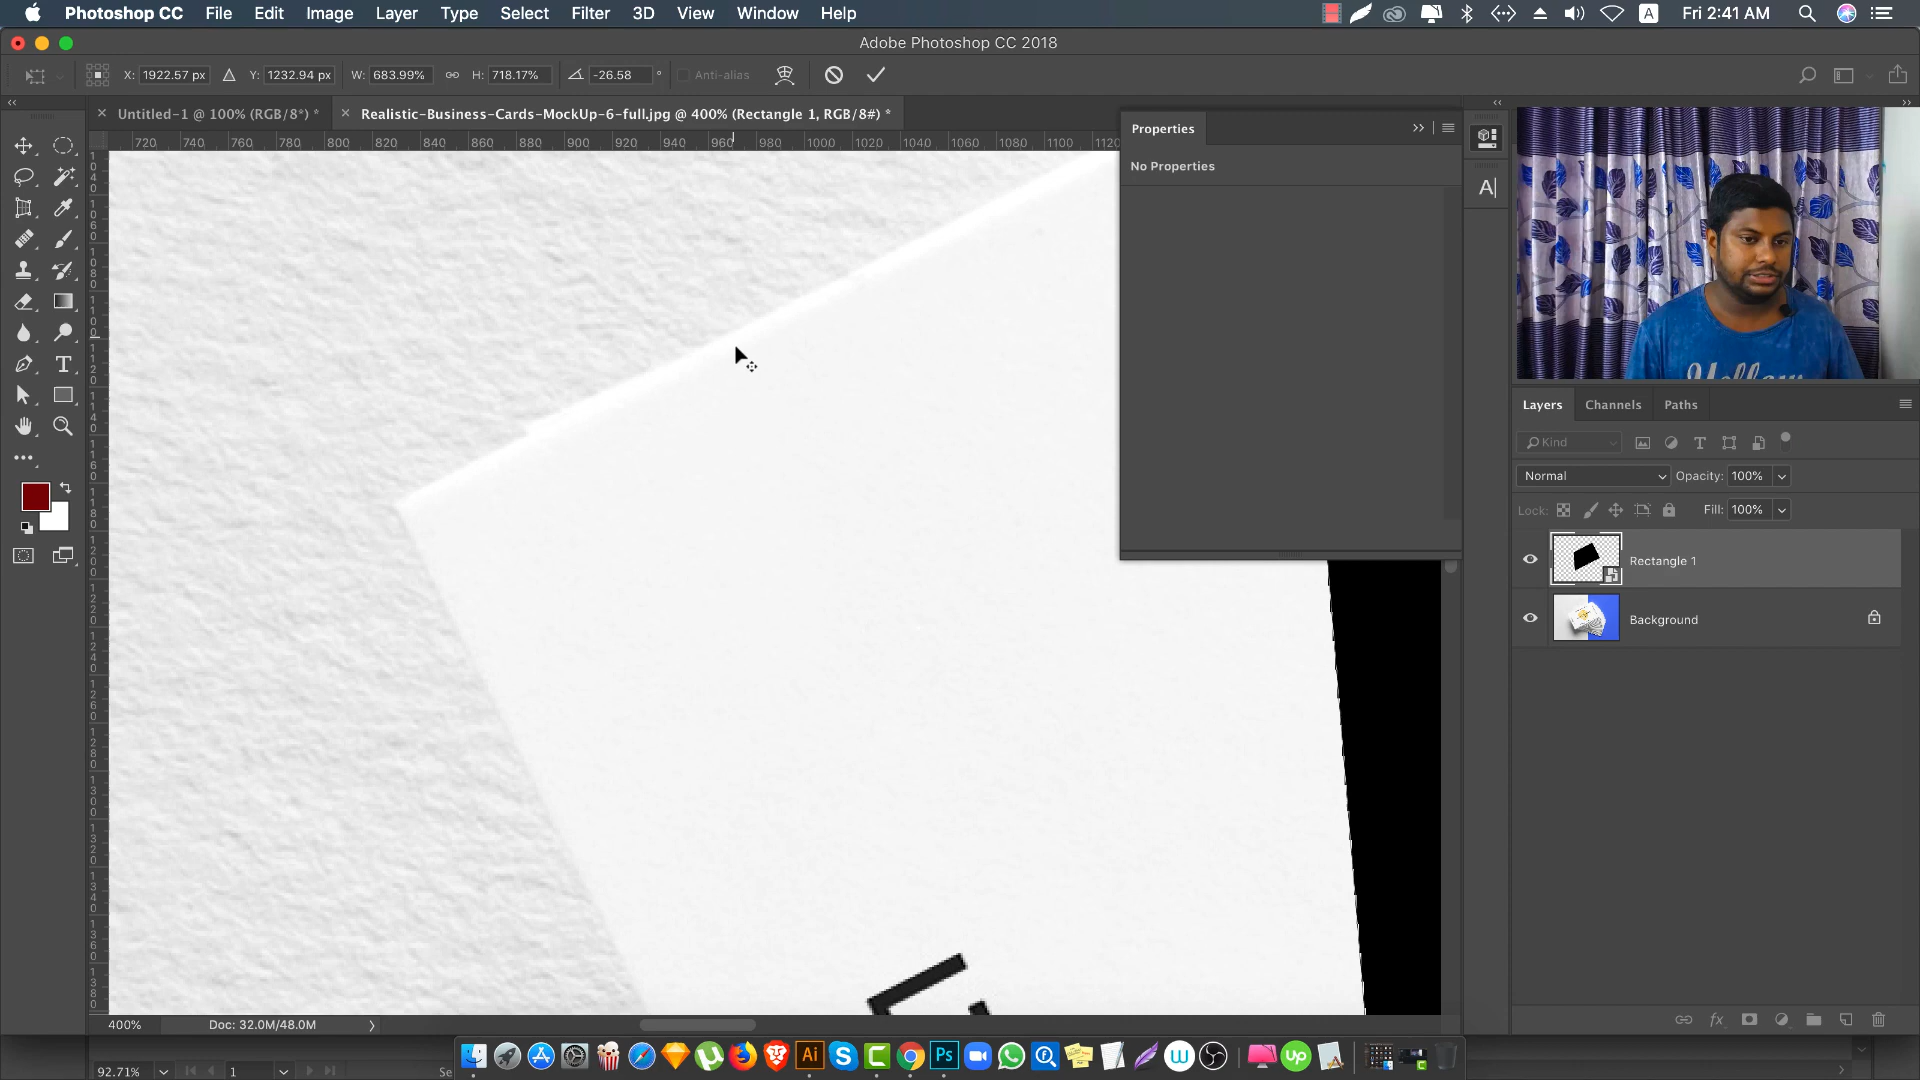 Photoshop CC File Edit Image Layer Type Select Filter 3D View Window Help A Fri 2:41 AM
Adobe Photoshop CC 2018
X: 1922.57 px Y: 1232.94 px W: 683.99% H: 718.17% -26.58 ° Anti-alias
Untitled-1 @ 100% (RGB/8*) * Realistic-Business-Cards-MockUp-6-full.jpg @ 400% (Rectangle 1, RGB/8#) *
720 740 760 780 800 820 840 860 880 900 920 940 960 980 1000 1020 1040 1060 1080 1100 1120
Properties
No Properties
A
Yellow
Layers Channels Paths
Kind
Normal Opacity: 100%
Lock: Fill: 100%
Rectangle 1
Background
400% Doc: 32.0M/48.0M
92.71% 1 Se
Ai Ps Up